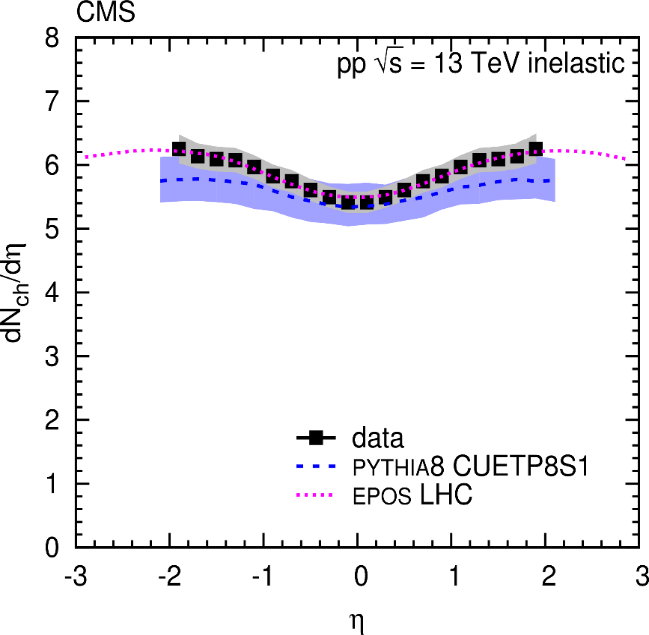 CMS
pp √s = 13 TeV inelastic
8
7
6
5
4
3
2
1
0
dN_ch/dη
data
PYTHIA8 CUETP8S1
EPOS LHC
-3 -2 -1 0 1 2 3
η